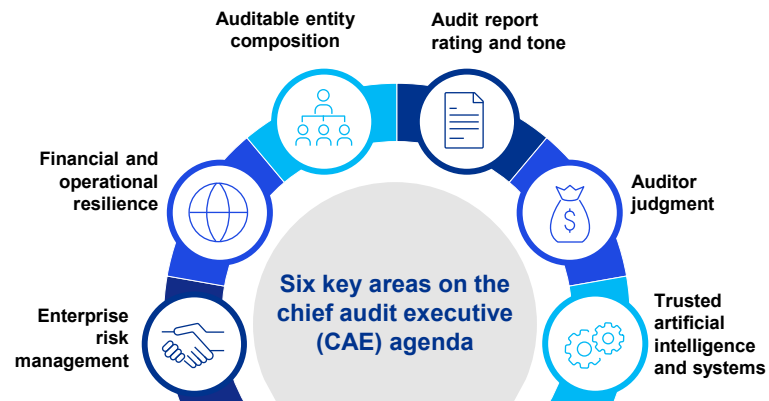 Auditable entity
composition
Audit report
rating and tone
Financial and
operational
resilience
Auditor
judgment
$
Six key areas on the
chief audit executive
(CAE) agenda
Enterprise
risk
management
Trusted
artificial
intelligence
and systems